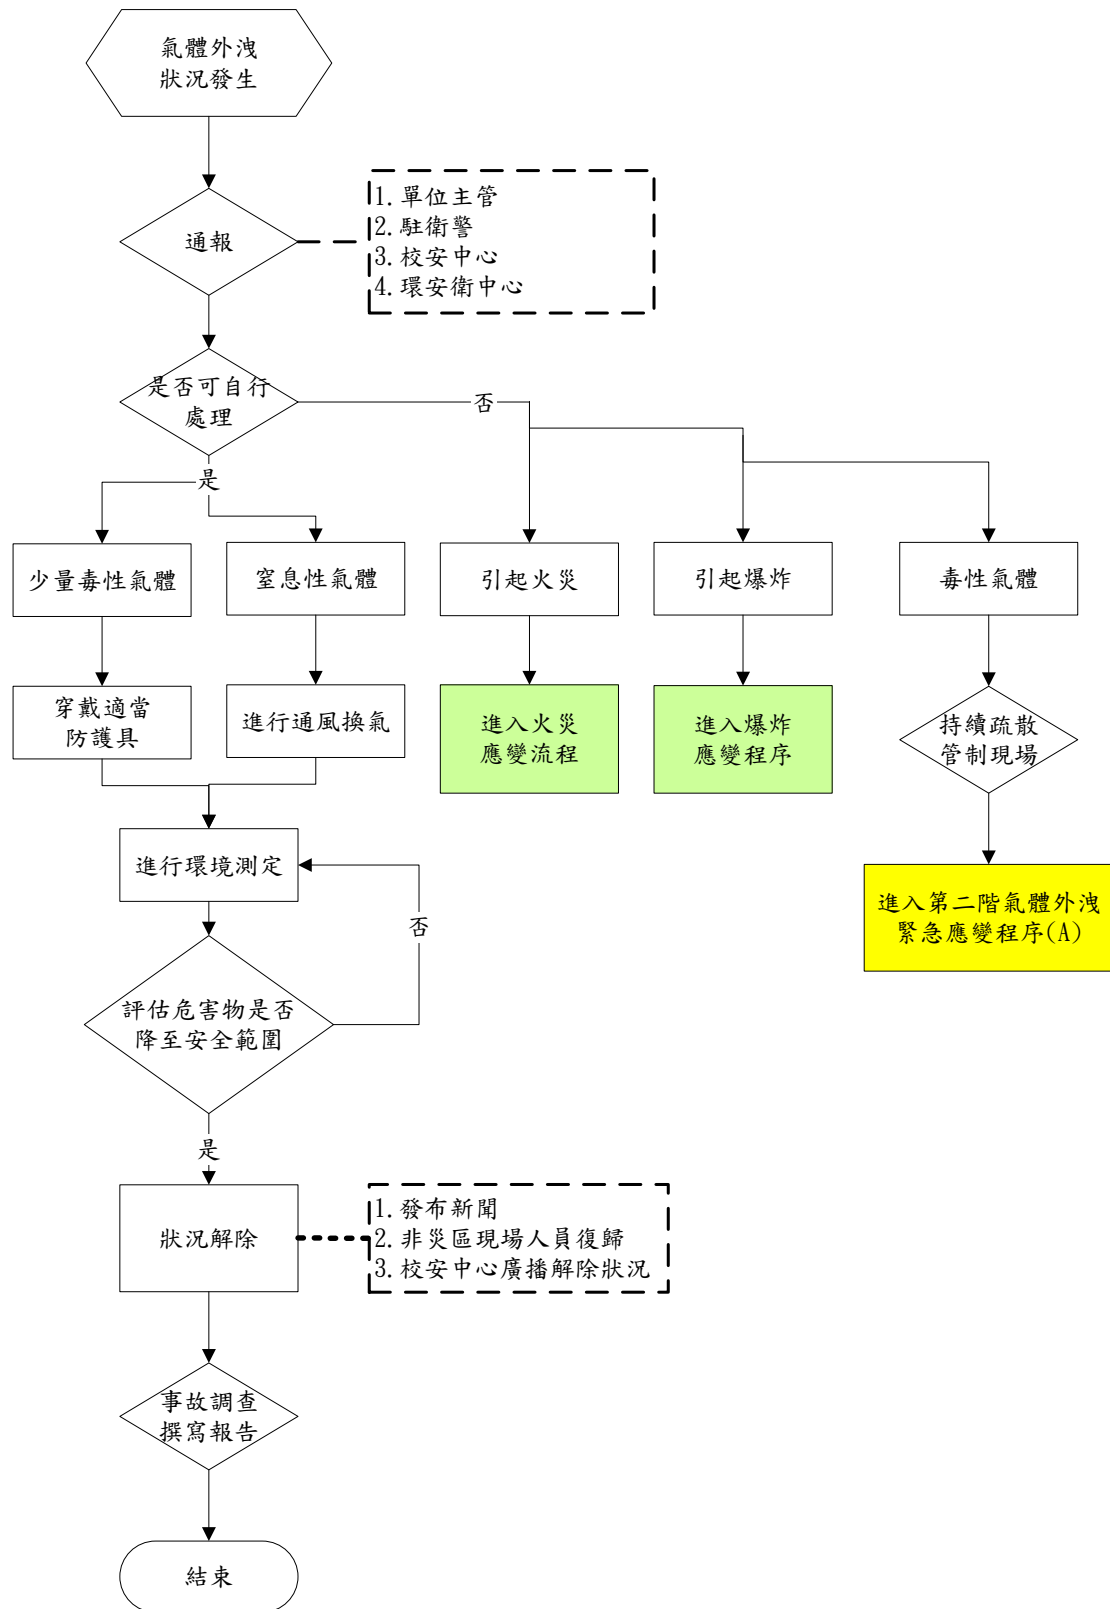 氣體外洩
狀況發生
通報
1.單位主管
2.駐衛警
3.校安中心
4.環安衛中心
是否可自行
處理
否
是
少量毒性氣體
窒息性氣體
引起火災
引起爆炸
毒性氣體
穿戴適當
防護具
進行通風換氣
進入火災
應變流程
進入爆炸
應變程序
持續疏散
管制現場
進行環境測定
進入第二階氣體外洩
緊急應變程序(A)
否
評估危害物是否
降至安全範圍
是
狀況解除
1.發布新聞
2.非災區現場人員復歸
3.校安中心廣播解除狀況
事故調查
撰寫報告
結束